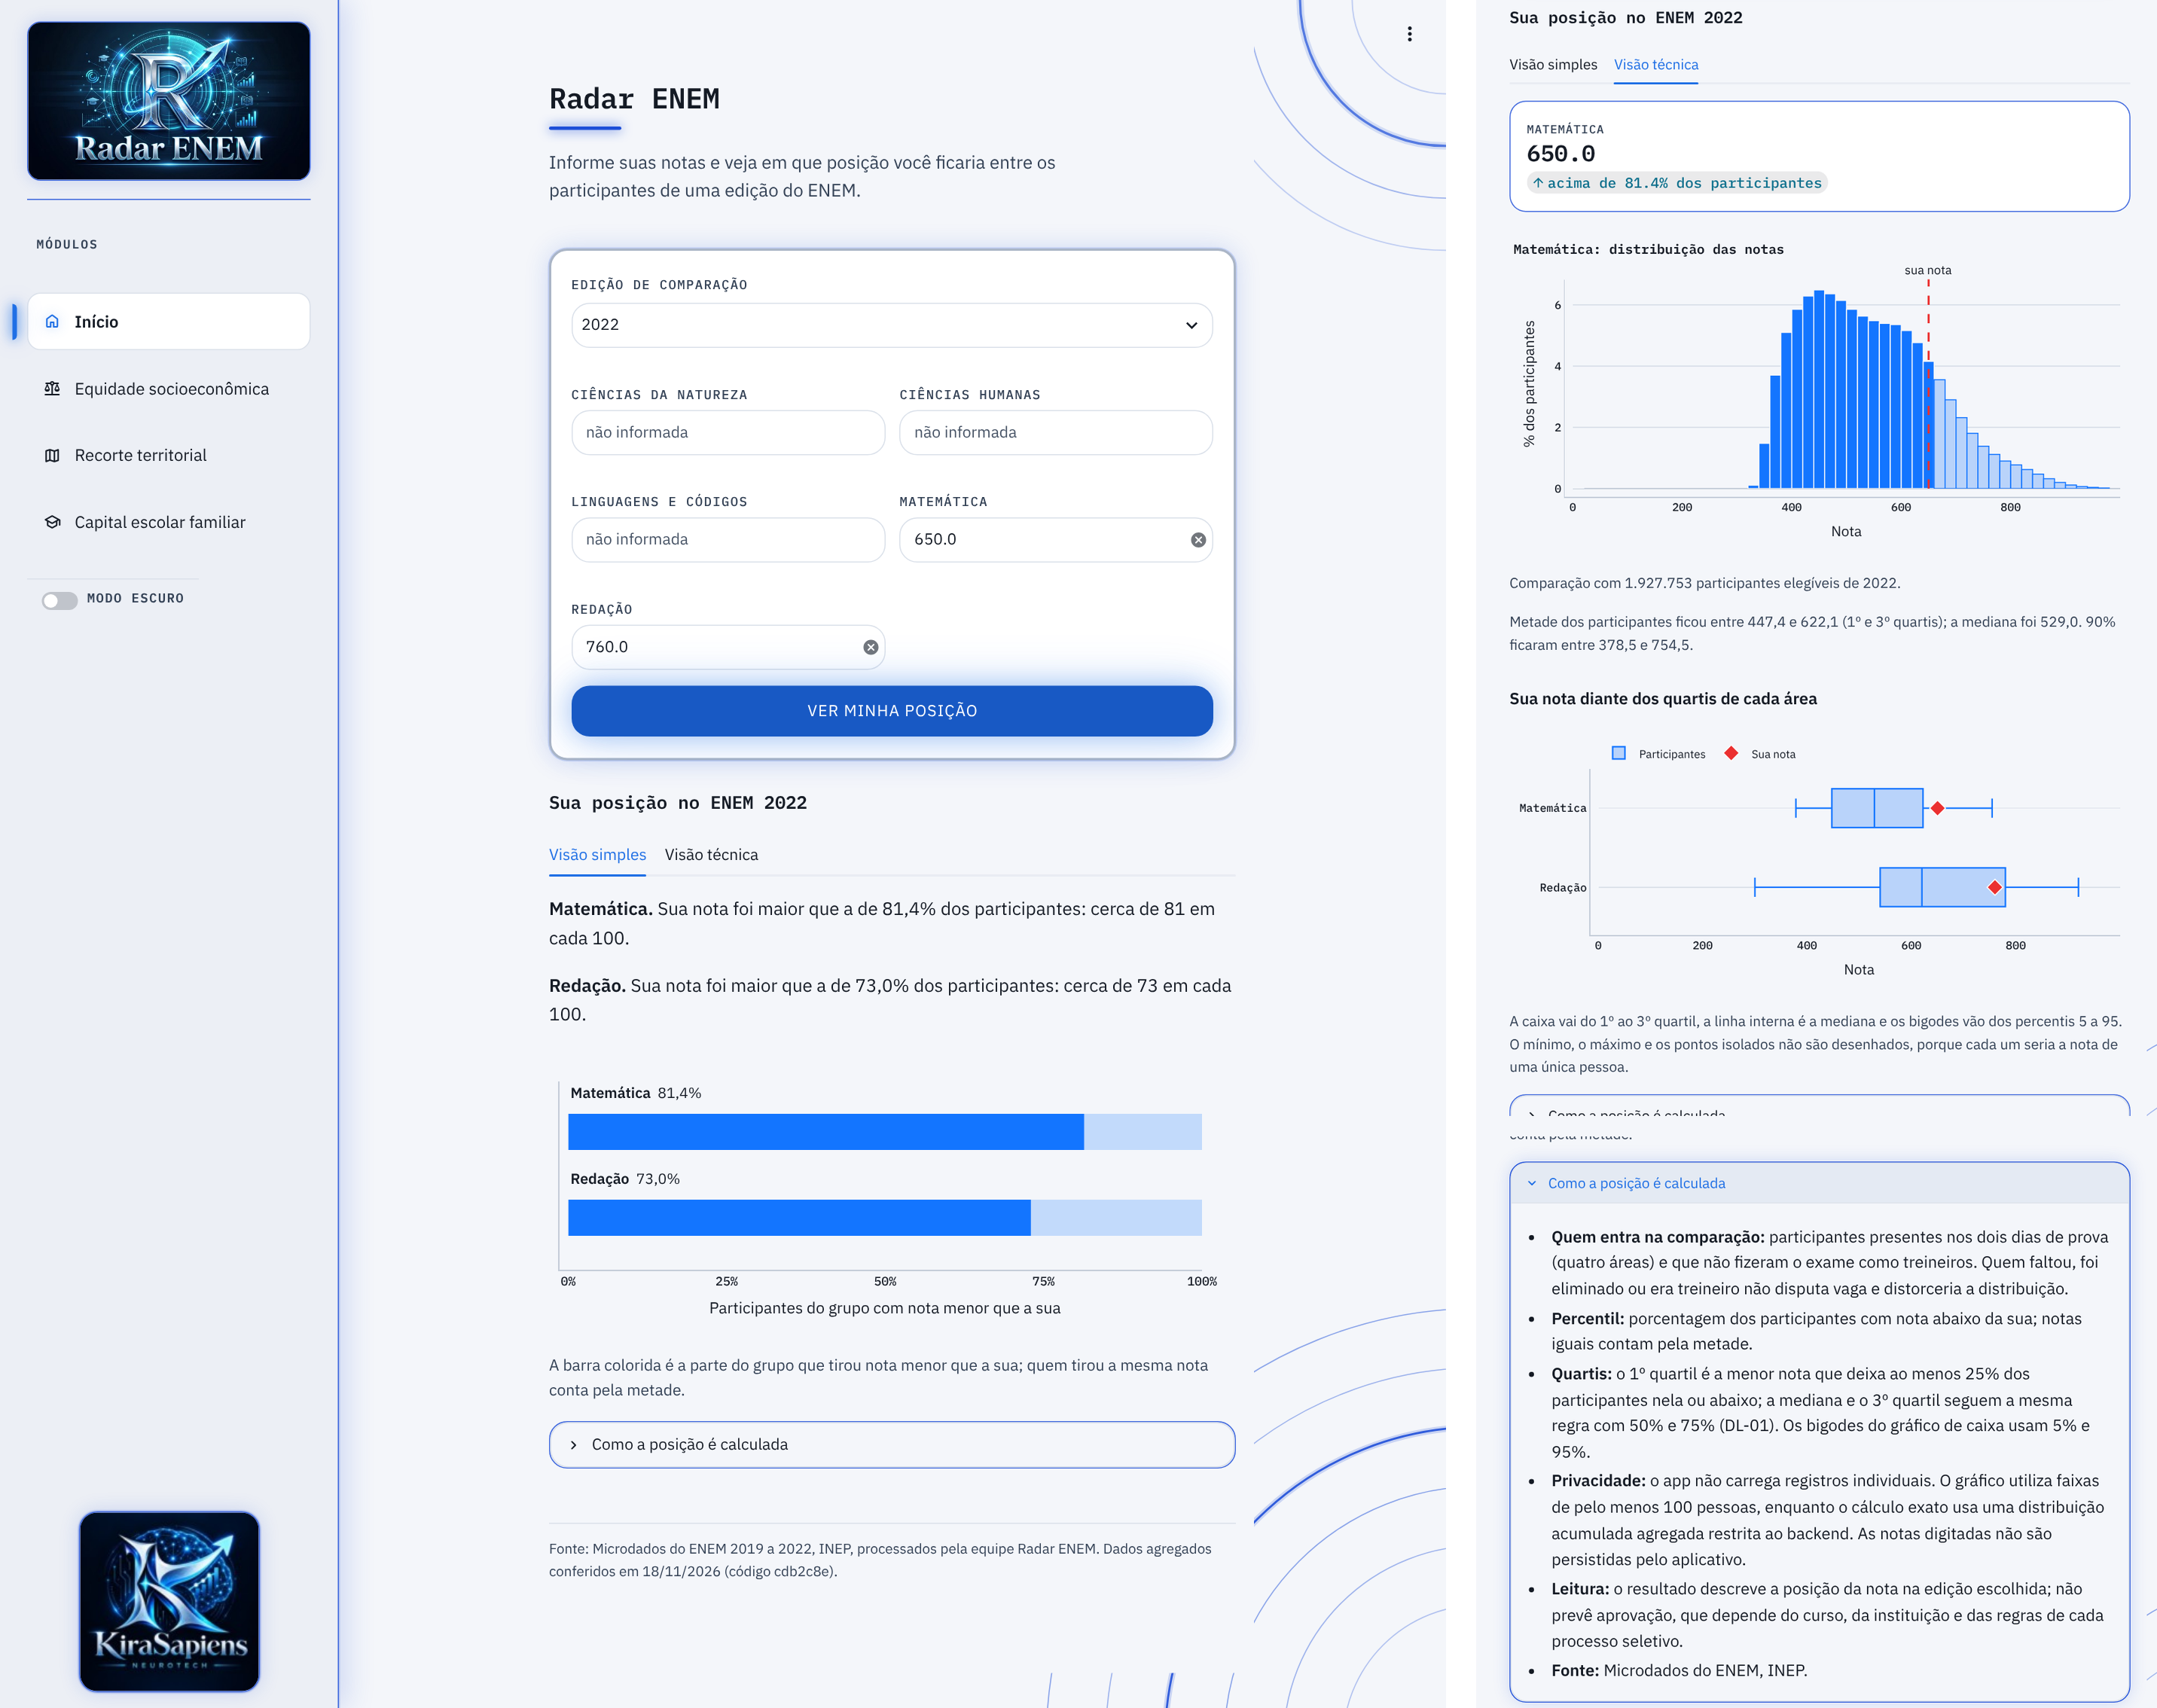 Radar ENEM
MÓDULOS
Início
Equidade socioeconômica
Recorte territorial
Capital escolar familiar
MODO ESCURO
KiraSapiens
NEUROTECH
Radar ENEM
Informe suas notas e veja em que posição você ficaria entre os
participantes de uma edição do ENEM.
EDIÇÃO DE COMPARAÇÃO
2022
CIÊNCIAS DA NATUREZA
CIÊNCIAS HUMANAS
não informada
não informada
LINGUAGENS E CÓDIGOS
MATEMÁTICA
não informada
650.0
REDAÇÃO
760.0
VER MINHA POSIÇÃO
Sua posição no ENEM 2022
Visão simples Visão técnica
Matemática. Sua nota foi maior que a de 81,4% dos participantes: cerca de 81 em
cada 100.
Redação. Sua nota foi maior que a de 73,0% dos participantes: cerca de 73 em cada
100.
Matemática 81,4%
Redação 73,0%
0% 25% 50% 75% 100%
Participantes do grupo com nota menor que a sua
A barra colorida é a parte do grupo que tirou nota menor que a sua; quem tirou a mesma nota
conta pela metade.
Como a posição é calculada
Fonte: Microdados do ENEM 2019 a 2022, INEP, processados pela equipe Radar ENEM. Dados agregados
conferidos em 18/11/2026 (código cdb2c8e).
Sua posição no ENEM 2022
Visão simples Visão técnica
MATEMÁTICA
650.0
↑ acima de 81.4% dos participantes
Matemática: distribuição das notas
sua nota
% dos participantes
6
4
2
0
0 200 400 600 800
Nota
Comparação com 1.927.753 participantes elegíveis de 2022.
Metade dos participantes ficou entre 447,4 e 622,1 (1º e 3º quartis); a mediana foi 529,0. 90%
ficaram entre 378,5 e 754,5.
Sua nota diante dos quartis de cada área
Participantes Sua nota
Matemática
Redação
0 200 400 600 800
Nota
A caixa vai do 1º ao 3º quartil, a linha interna é a mediana e os bigodes vão dos percentis 5 a 95.
O mínimo, o máximo e os pontos isolados não são desenhados, porque cada um seria a nota de
uma única pessoa.
Como a posição é calculada
conta pela metade.
Como a posição é calculada
• Quem entra na comparação: participantes presentes nos dois dias de prova
(quatro áreas) e que não fizeram o exame como treineiros. Quem faltou, foi
eliminado ou era treineiro não disputa vaga e distorceria a distribuição.
• Percentil: porcentagem dos participantes com nota abaixo da sua; notas
iguais contam pela metade.
• Quartis: o 1º quartil é a menor nota que deixa ao menos 25% dos
participantes nela ou abaixo; a mediana e o 3º quartil seguem a mesma
regra com 50% e 75% (DL-01). Os bigodes do gráfico de caixa usam 5% e
95%.
• Privacidade: o app não carrega registros individuais. O gráfico utiliza faixas
de pelo menos 100 pessoas, enquanto o cálculo exato usa uma distribuição
acumulada agregada restrita ao backend. As notas digitadas não são
persistidas pelo aplicativo.
• Leitura: o resultado descreve a posição da nota na edição escolhida; não
prevê aprovação, que depende do curso, da instituição e das regras de cada
processo seletivo.
• Fonte: Microdados do ENEM, INEP.